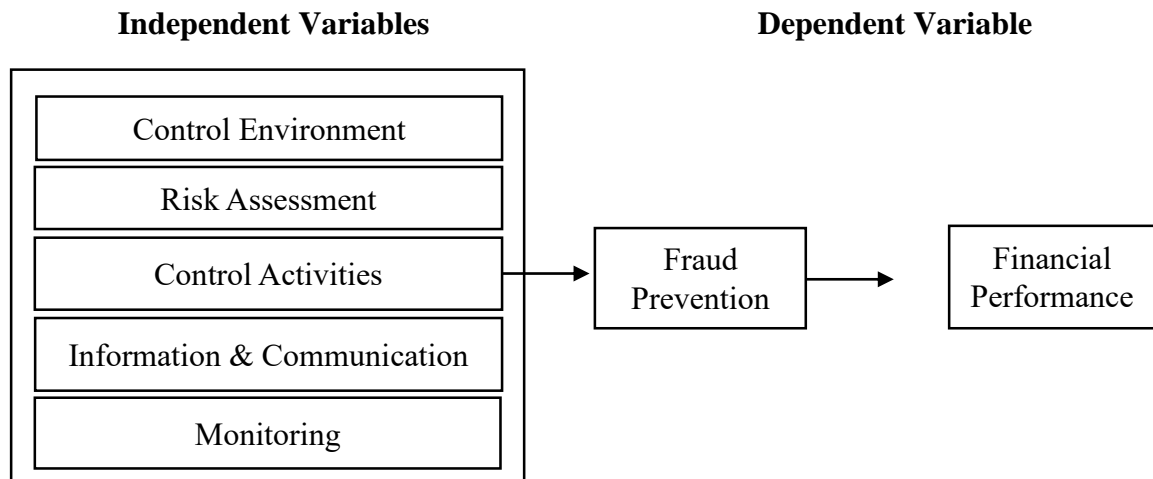 Independent Variables
Dependent Variable
Control Environment
Risk Assessment
Control Activities
Information & Communication
Monitoring
Fraud
Prevention
Financial
Performance